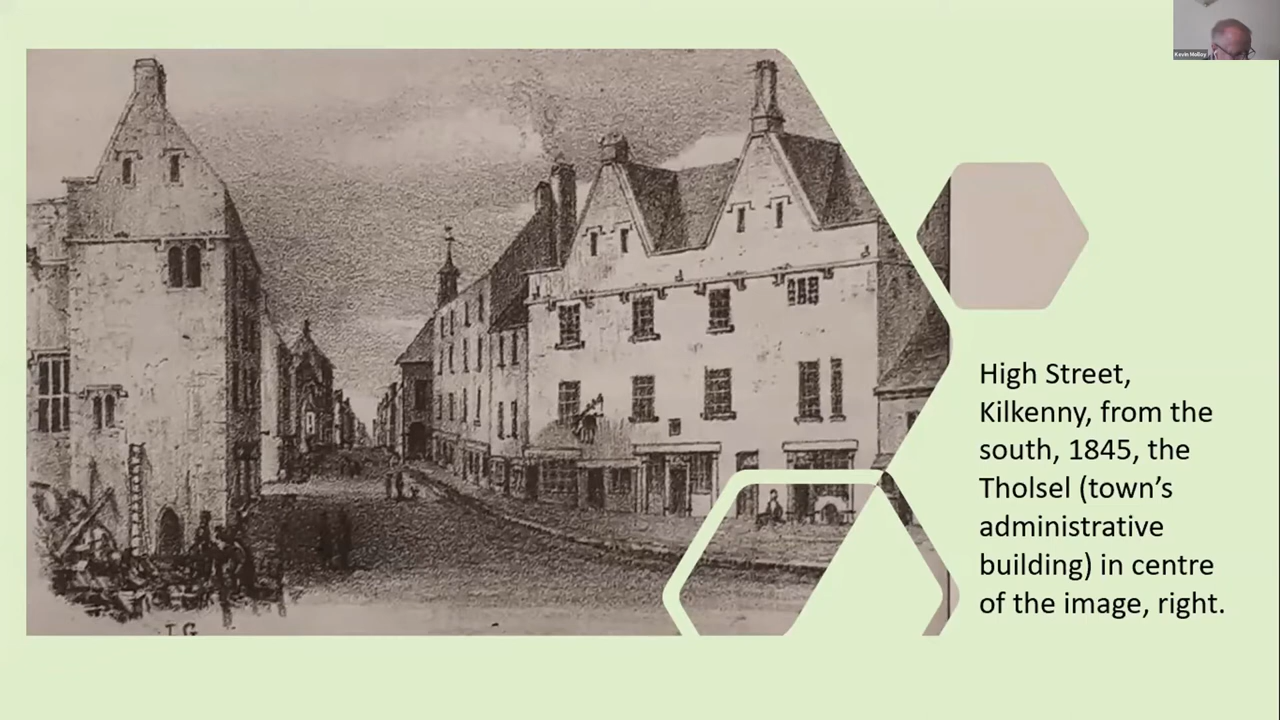 Kevin Molloy
High Street,
Kilkenny, from the
south, 1845, the
Tholsel (town's
administrative
building) in centre
of the image, right.